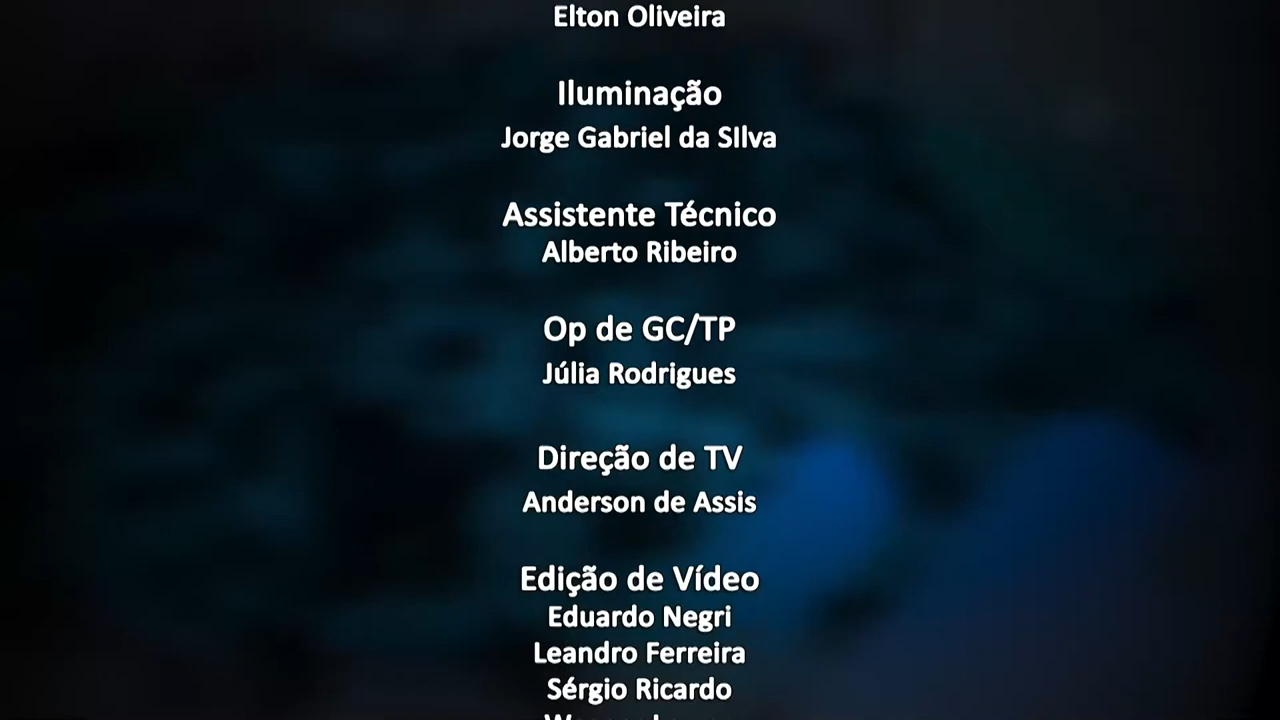 Elton Oliveira
Iluminação
Jorge Gabriel da SIlva
Assistente Técnico
Alberto Ribeiro
Op de GC/TP
Júlia Rodrigues
Direção de TV
Anderson de Assis
Edição de Vídeo
Eduardo Negri
Leandro Ferreira
Sérgio Ricardo